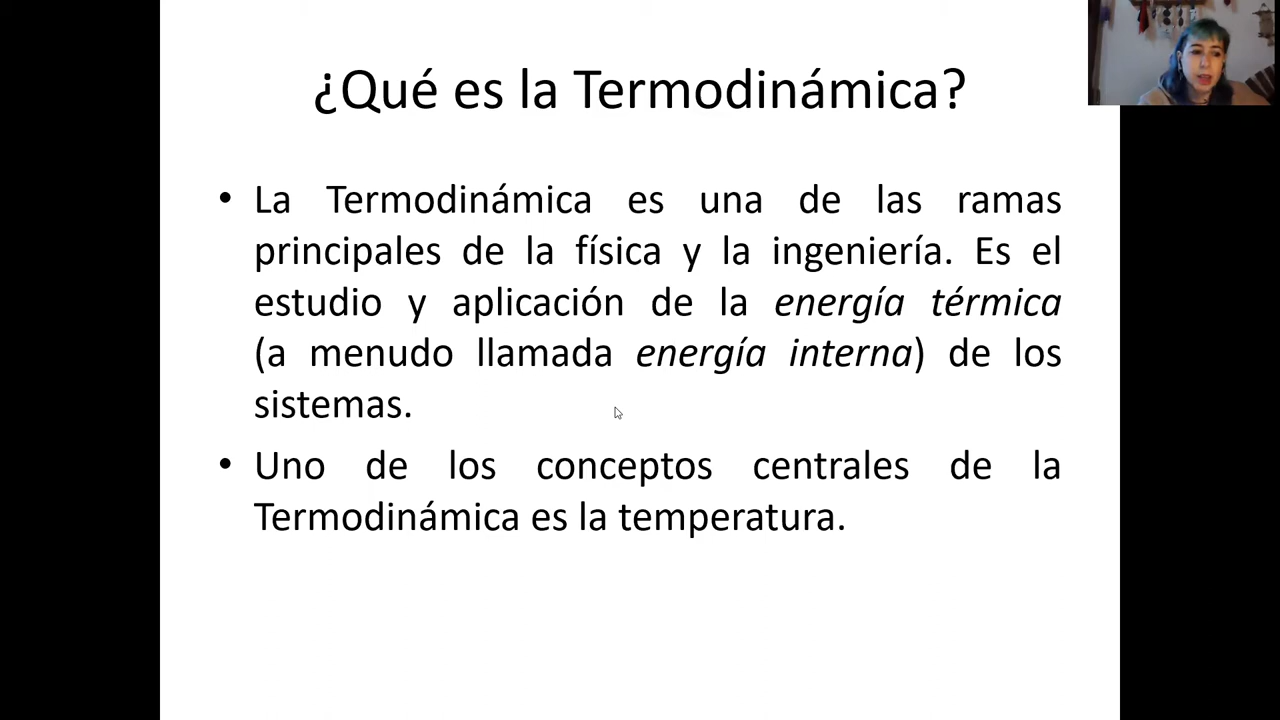 ¿Qué es la Termodinámica?
• La Termodinámica es una de las ramas
principales de la física y la ingeniería. Es el
estudio y aplicación de la energía térmica
(a menudo llamada energía interna) de los
sistemas.
• Uno de los conceptos centrales de la
Termodinámica es la temperatura.